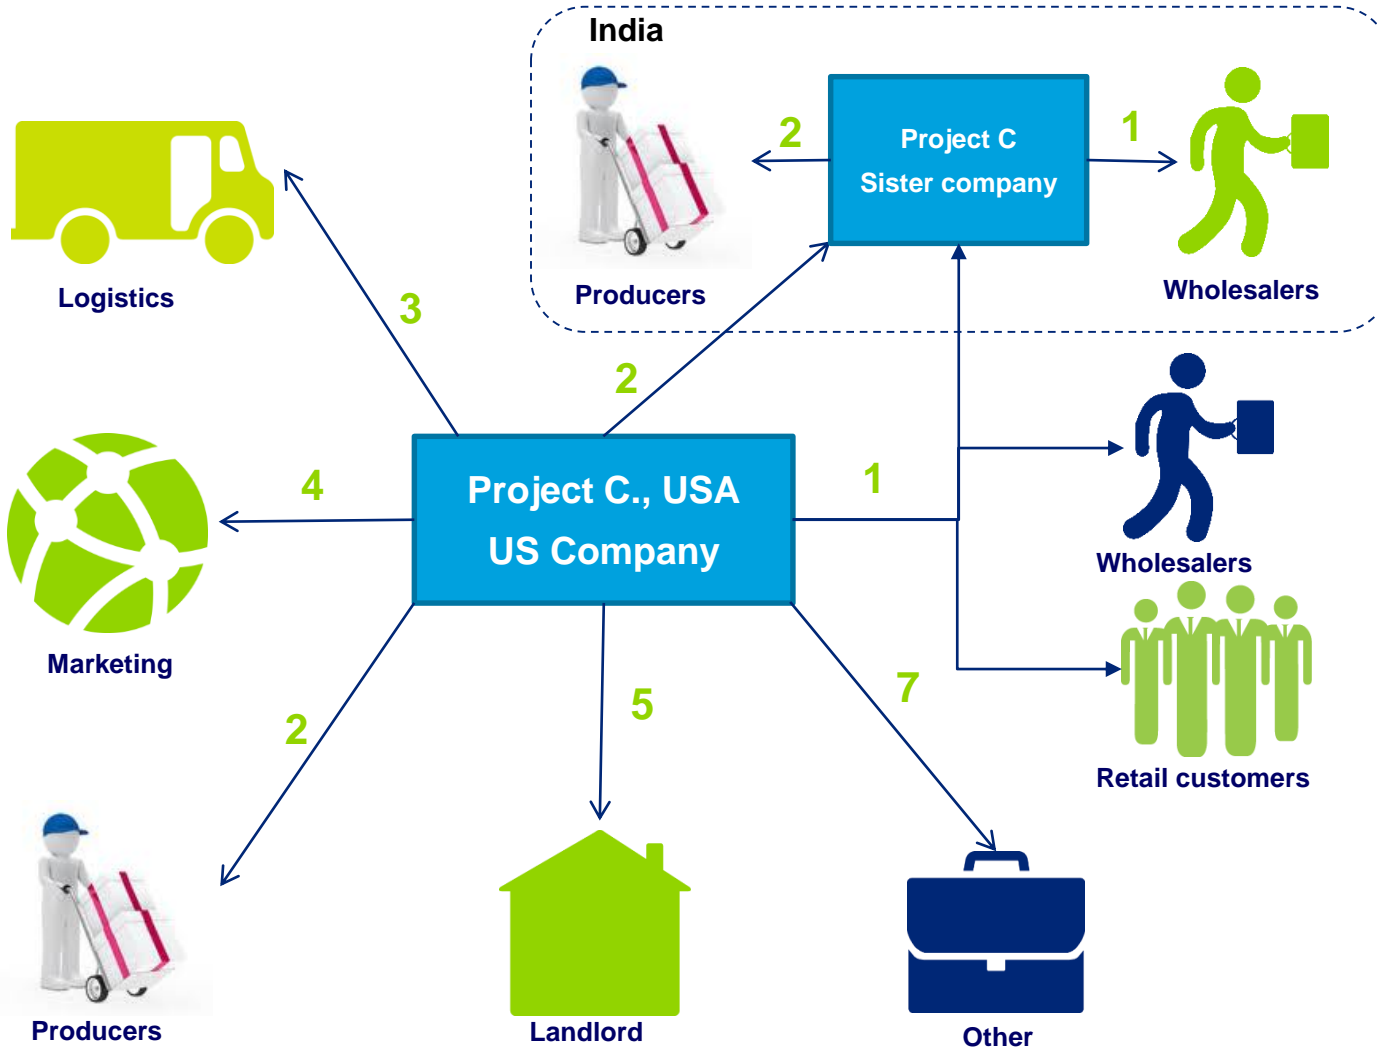 India
2
Project C
Sister company
1
Producers
Wholesalers
Logistics
3
2
Project C., USA
US Company
4
1
Wholesalers
Marketing
2
5
7
Retail customers
Producers
Landlord
Other